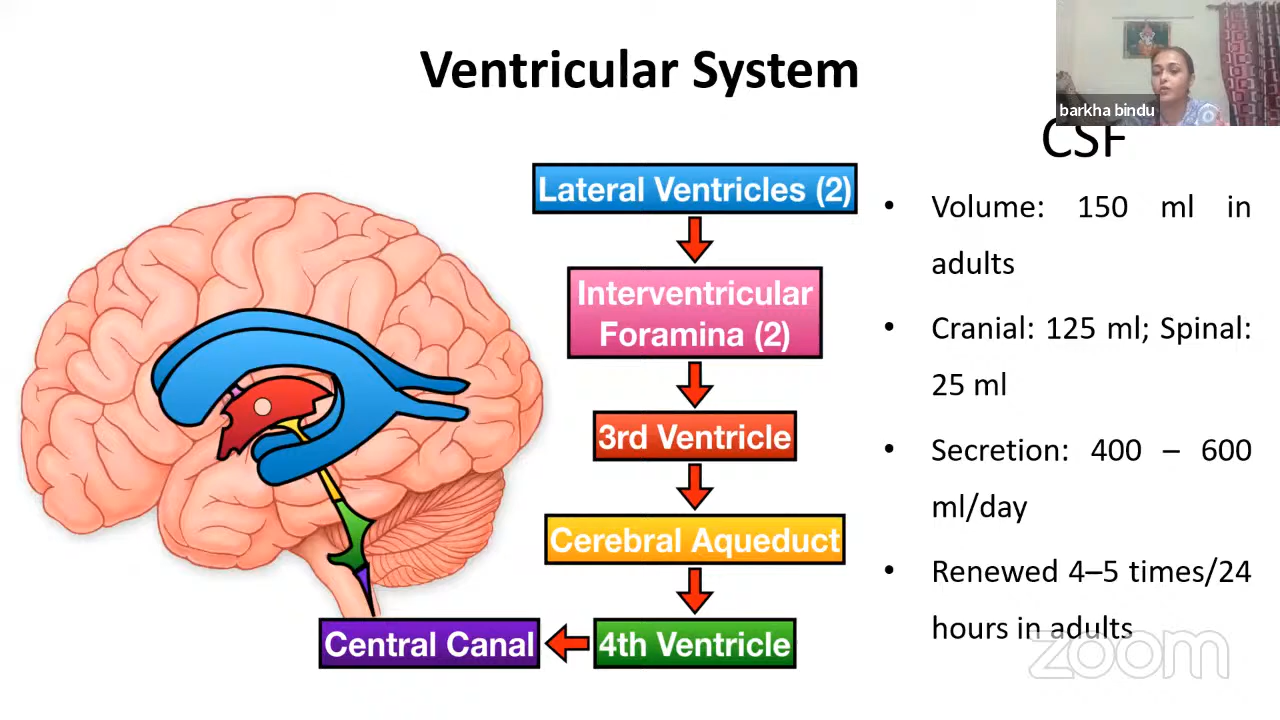 Ventricular System
barkha bindu
CSF
Lateral Ventricles (2)
Interventricular
Foramina (2)
3rd Ventricle
Cerebral Aqueduct
4th Ventricle
Central Canal
• Volume: 150 ml in
adults
• Cranial: 125 ml; Spinal:
25 ml
• Secretion: 400 – 600
ml/day
• Renewed 4–5 times/24
hours in adults
zoom